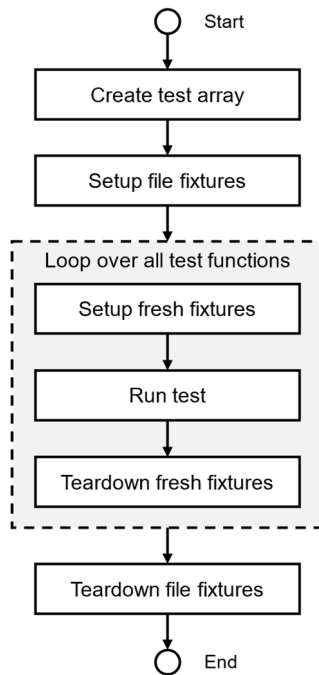 Start
Create test array
Setup file fixtures
Loop over all test functions
Setup fresh fixtures
Run test
Teardown fresh fixtures
Teardown file fixtures
End